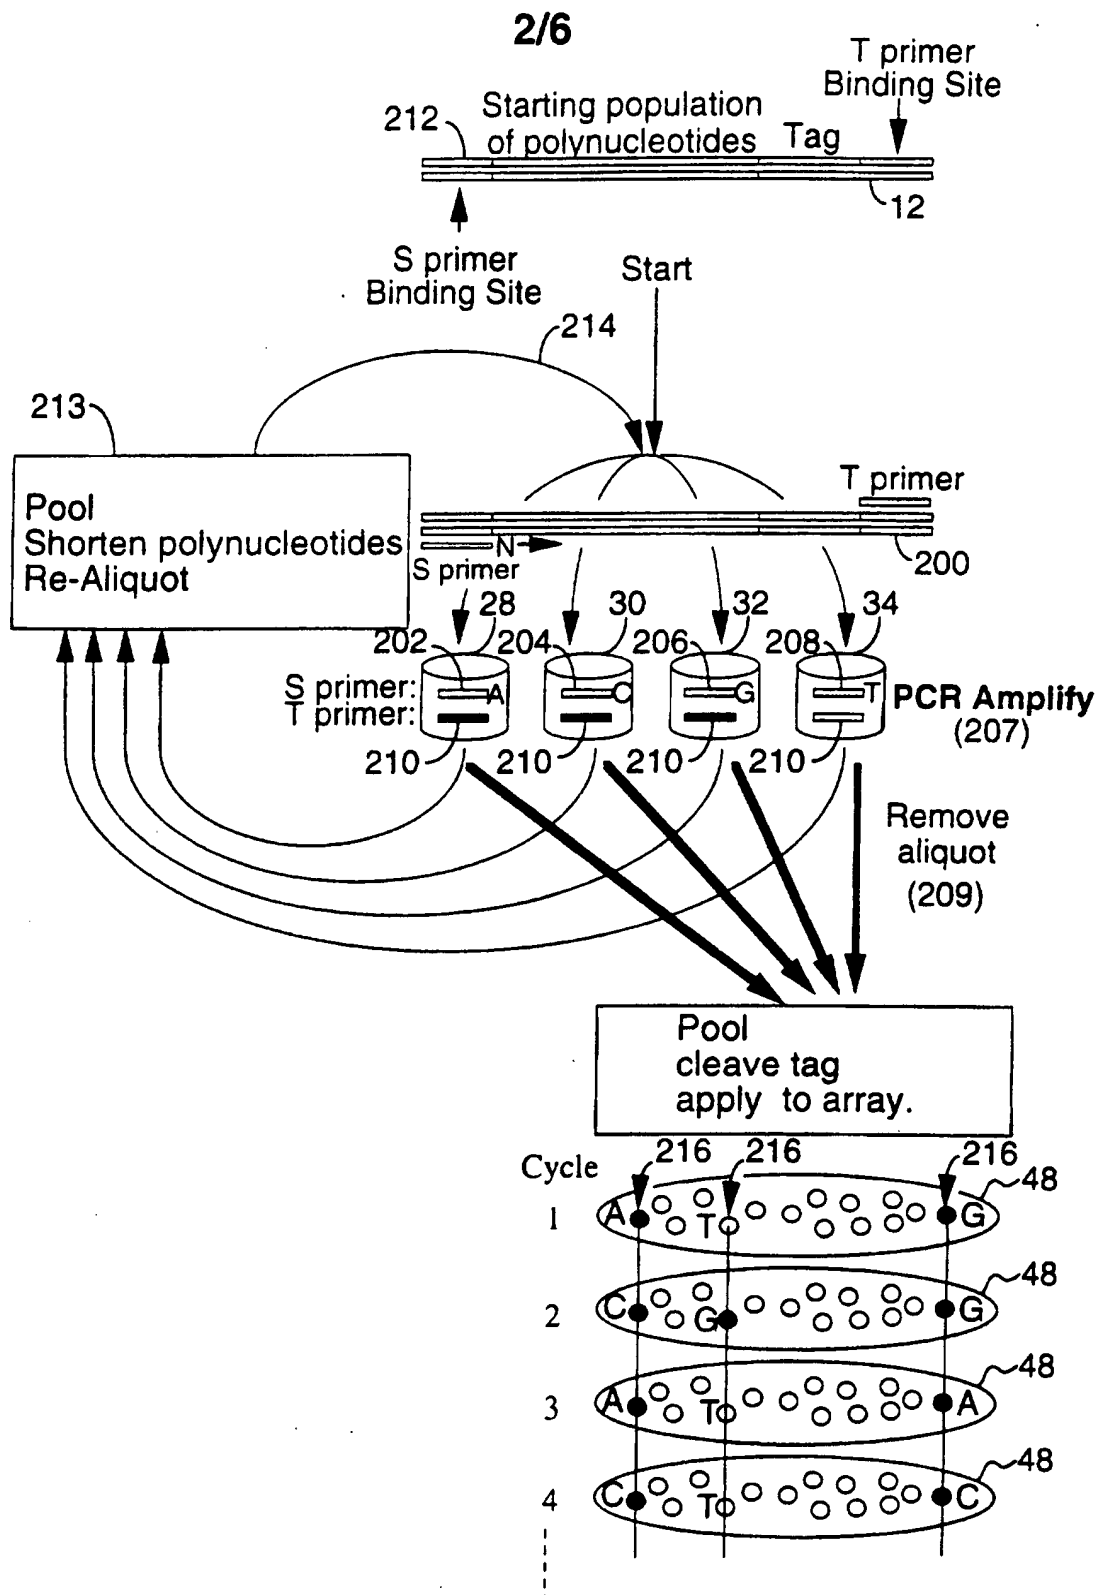 2/6
T primer
Binding Site
212
Starting population
of polynucleotides
Tag
12
S primer
Binding Site
Start
214
213
Pool
Shorten polynucleotides
Re-Aliquot
T primer
N
S primer
200
28
30
32
34
202
204
206
208
S primer:
A
C
G
T
T primer:
PCR Amplify
(207)
210
210
210
210
Remove
aliquot
(209)
Pool
cleave tag
apply to array.
Cycle
216
216
216
48
1
A
T
G
48
2
C
G
G
48
3
A
T
A
48
4
C
T
C